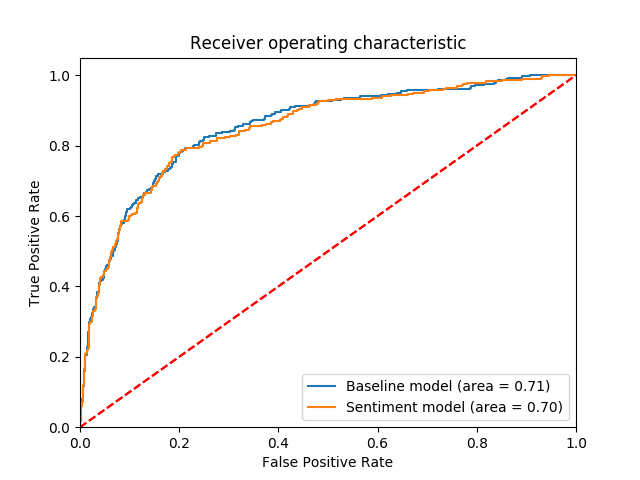 Receiver operating characteristic
True Positive Rate
1.0
0.8
0.6
0.4
0.2
0.0
0.0 0.2 0.4 0.6 0.8 1.0
False Positive Rate
Baseline model (area = 0.71)
Sentiment model (area = 0.70)